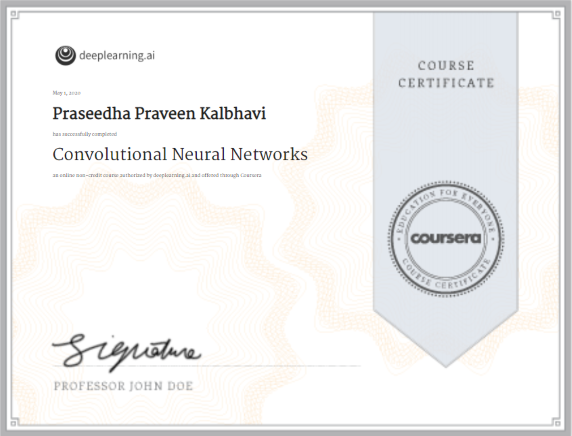 deeplearning.ai
COURSE
CERTIFICATE
May 1, 2020
Praseedha Praveen Kalbhavi
has successfully completed
Convolutional Neural Networks
an online non-credit course authorized by deeplearning.ai and offered through Coursera
EDUCATION FOR EVERYONE
coursera
COURSE CERTIFICATE
Signature
PROFESSOR JOHN DOE